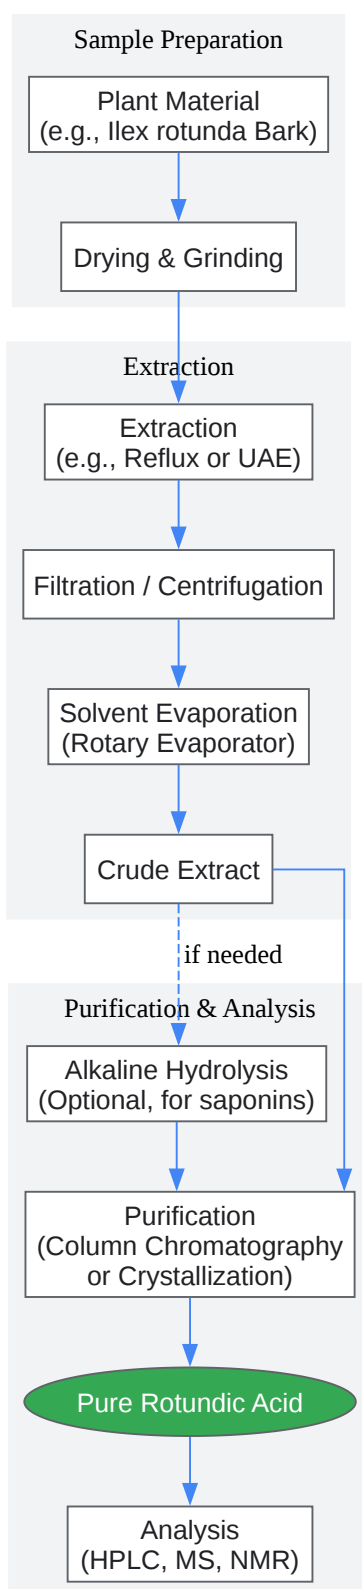 Sample Preparation
Plant Material
(e.g., Ilex rotunda Bark)
Drying & Grinding
Extraction
Extraction
(e.g., Reflux or UAE)
Filtration / Centrifugation
Solvent Evaporation
(Rotary Evaporator)
Crude Extract
if needed
Purification & Analysis
Alkaline Hydrolysis
(Optional, for saponins)
Purification
(Column Chromatography
or Crystallization)
Pure Rotundic Acid
Analysis
(HPLC, MS, NMR)